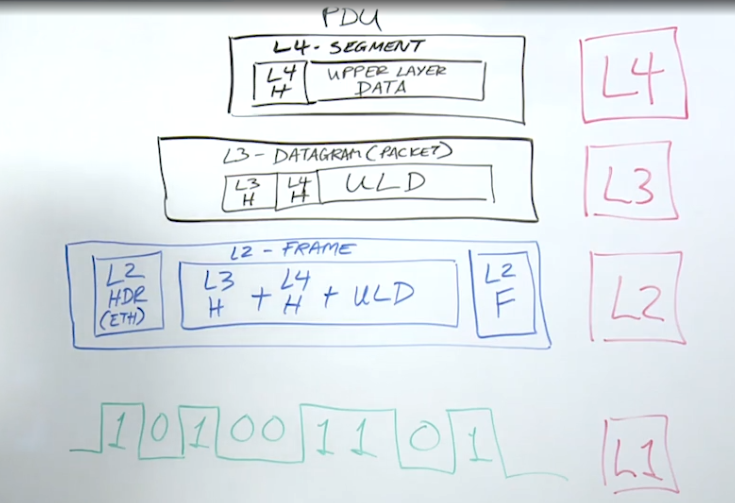 PDU
L4 - SEGMENT
L4
H
UPPER LAYER
DATA
L4
L3 - DATAGRAM (PACKET)
L3
H
L4
H
ULD
L3
L2 - FRAME
L2
HDR
(ETH)
L3
H
+
L4
H
+ ULD
L2
F
L2
1 0 1 0 0 1 1 0 1
L1